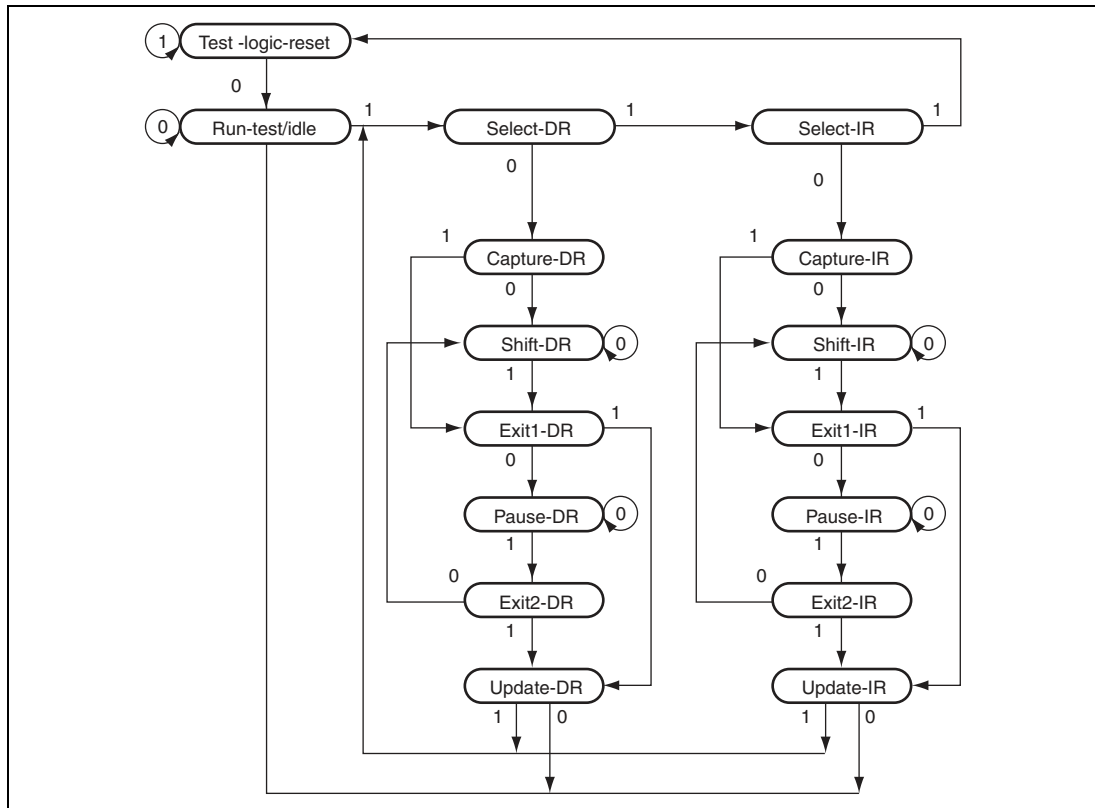 1 Test -logic-reset
0
0 Run-test/idle 1 Select-DR 1 Select-IR 1
0 0
1 1
Capture-DR Capture-IR
0 0
Shift-DR 0 Shift-IR 0
1 1
Exit1-DR 1 Exit1-IR 1
0 0
Pause-DR 0 Pause-IR 0
1 1
0 0
Exit2-DR Exit2-IR
1 1
Update-DR Update-IR
1 0 1 0